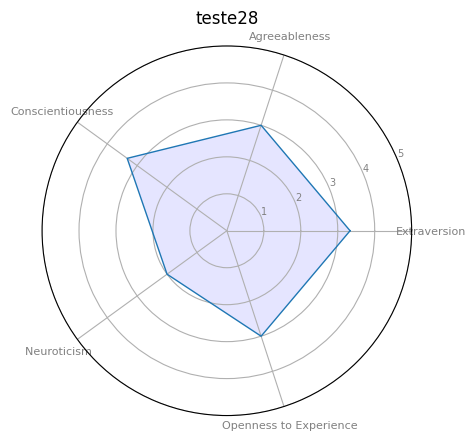 teste28
Agreeableness
Conscientiousness
5
4
3
2
1
Extraversion
Neuroticism
Openness to Experience